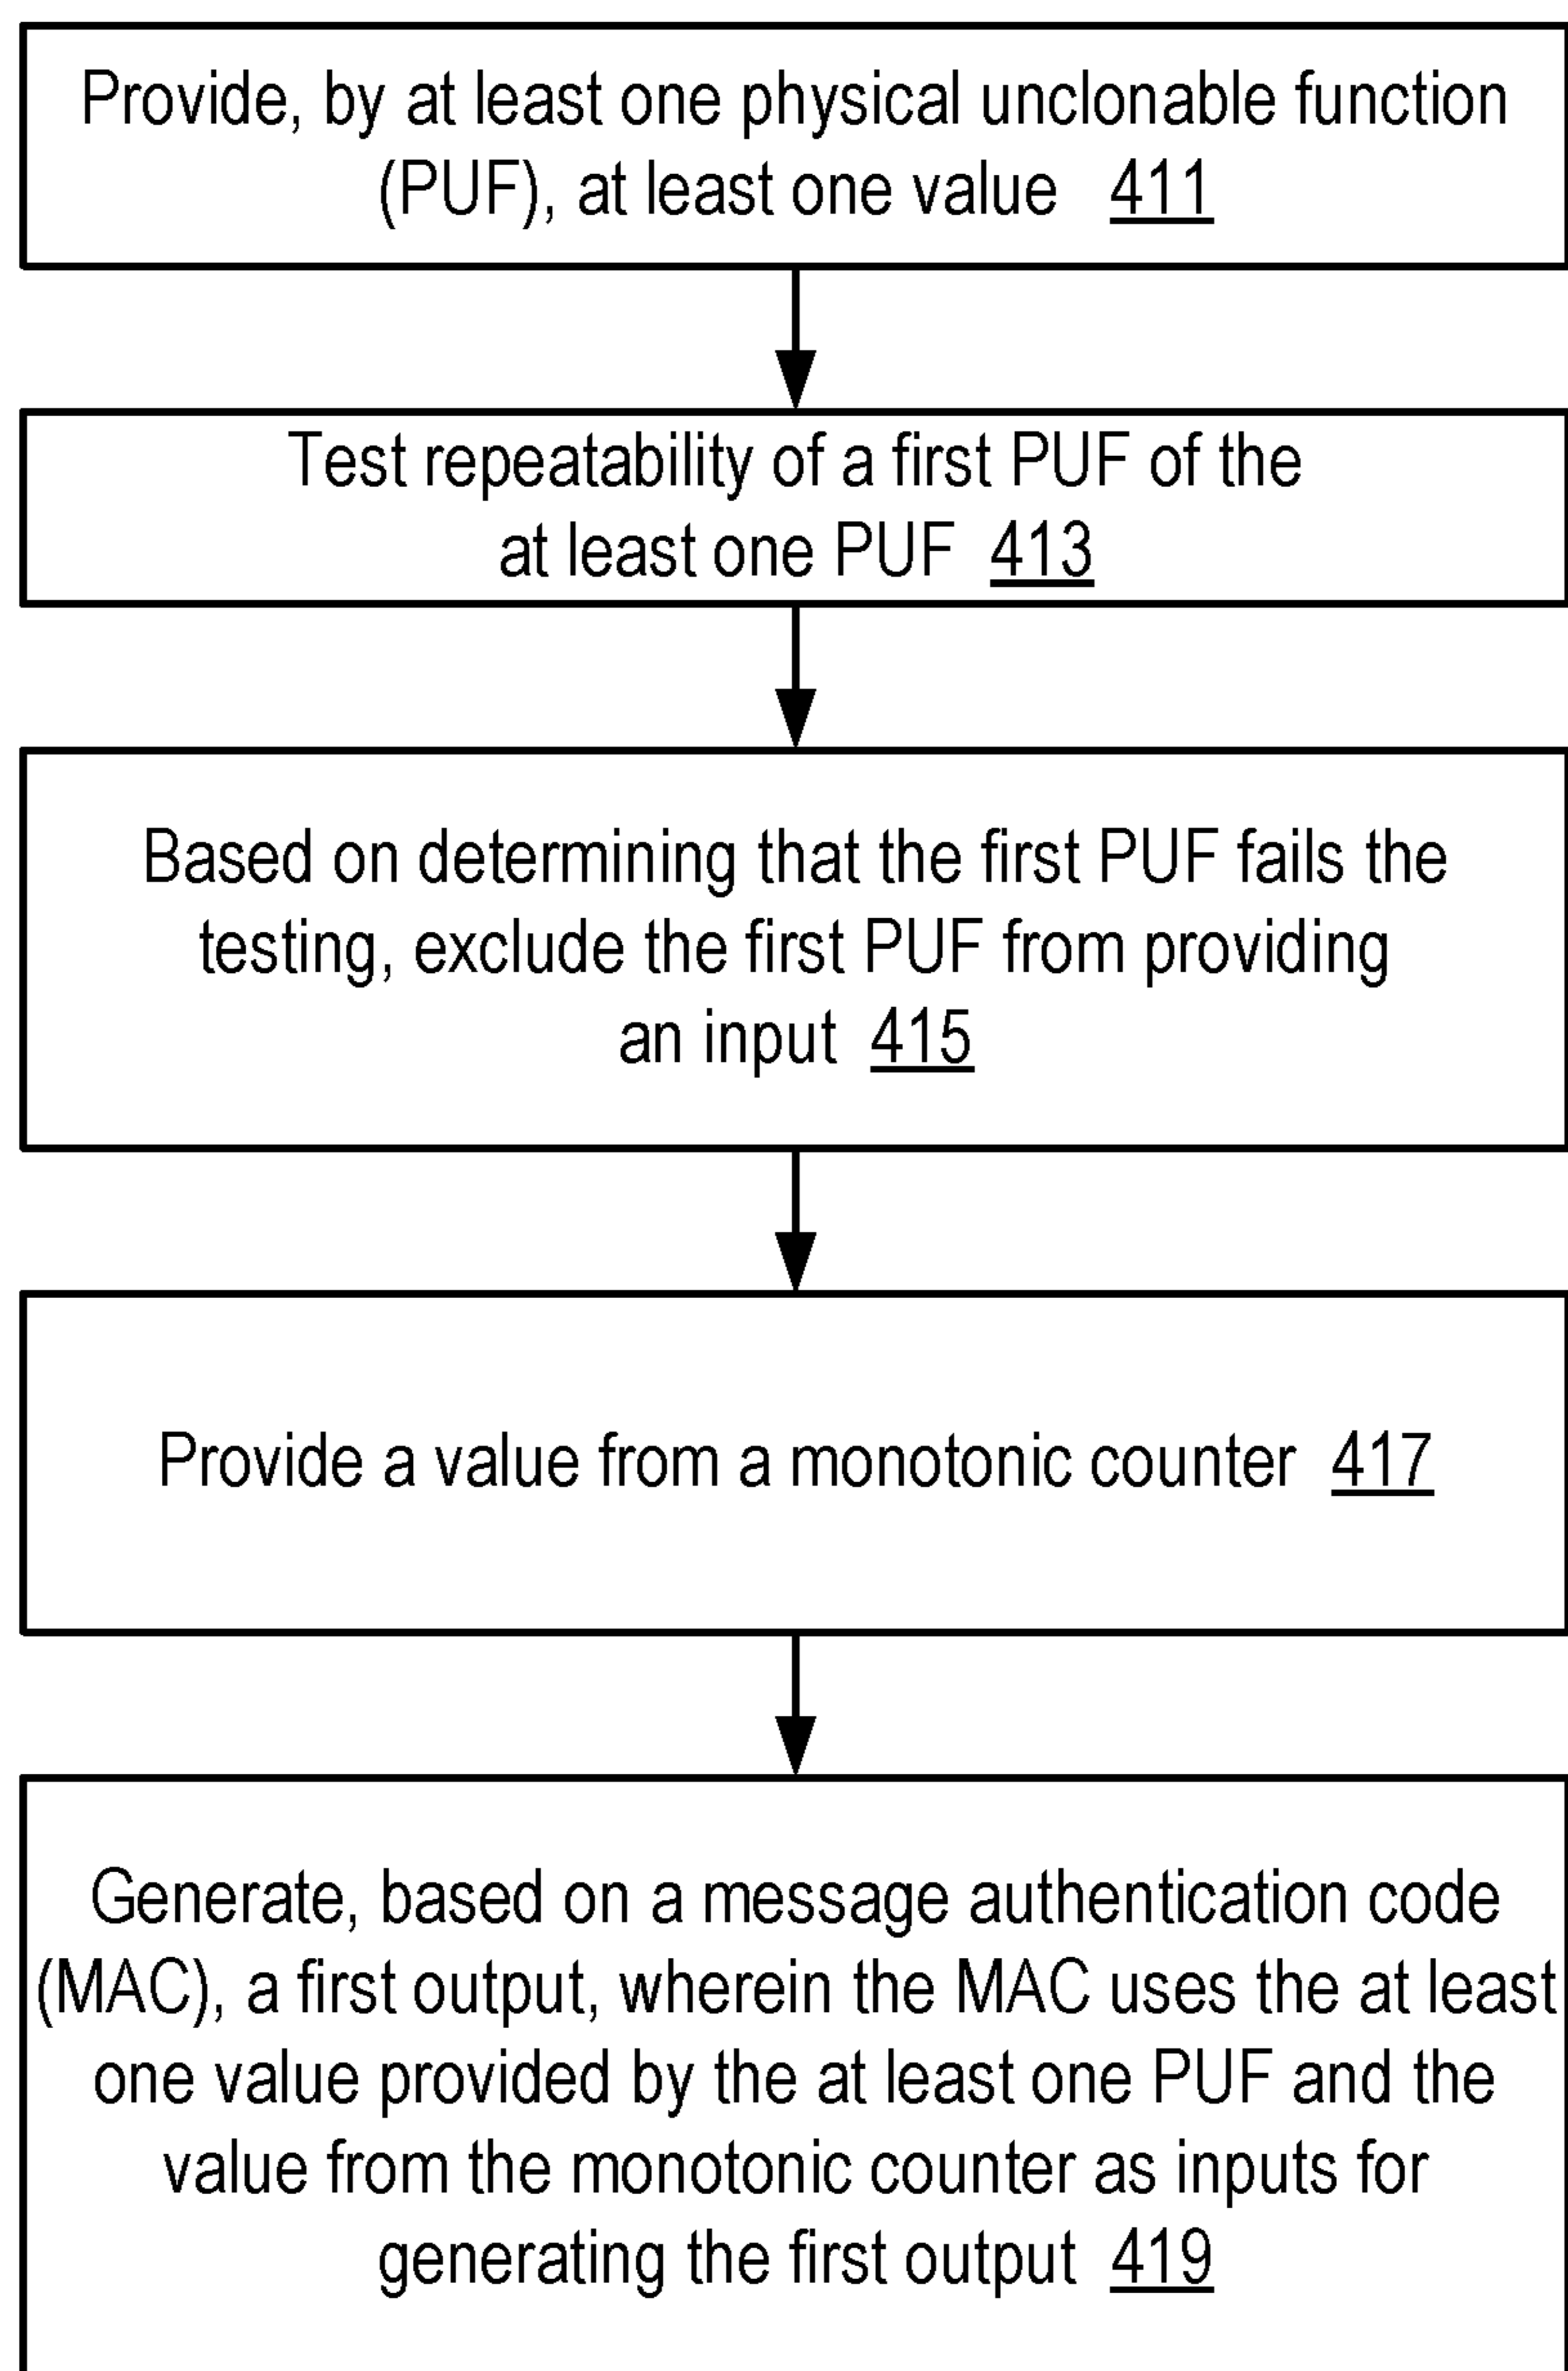 Provide, by at least one physical unclonable function
(PUF), at least one value 411
Test repeatability of a first PUF of the
at least one PUF 413
Based on determining that the first PUF fails the
testing, exclude the first PUF from providing
an input 415
Provide a value from a monotonic counter 417
Generate, based on a message authentication code
(MAC), a first output, wherein the MAC uses the at least
one value provided by the at least one PUF and the
value from the monotonic counter as inputs for
generating the first output 419